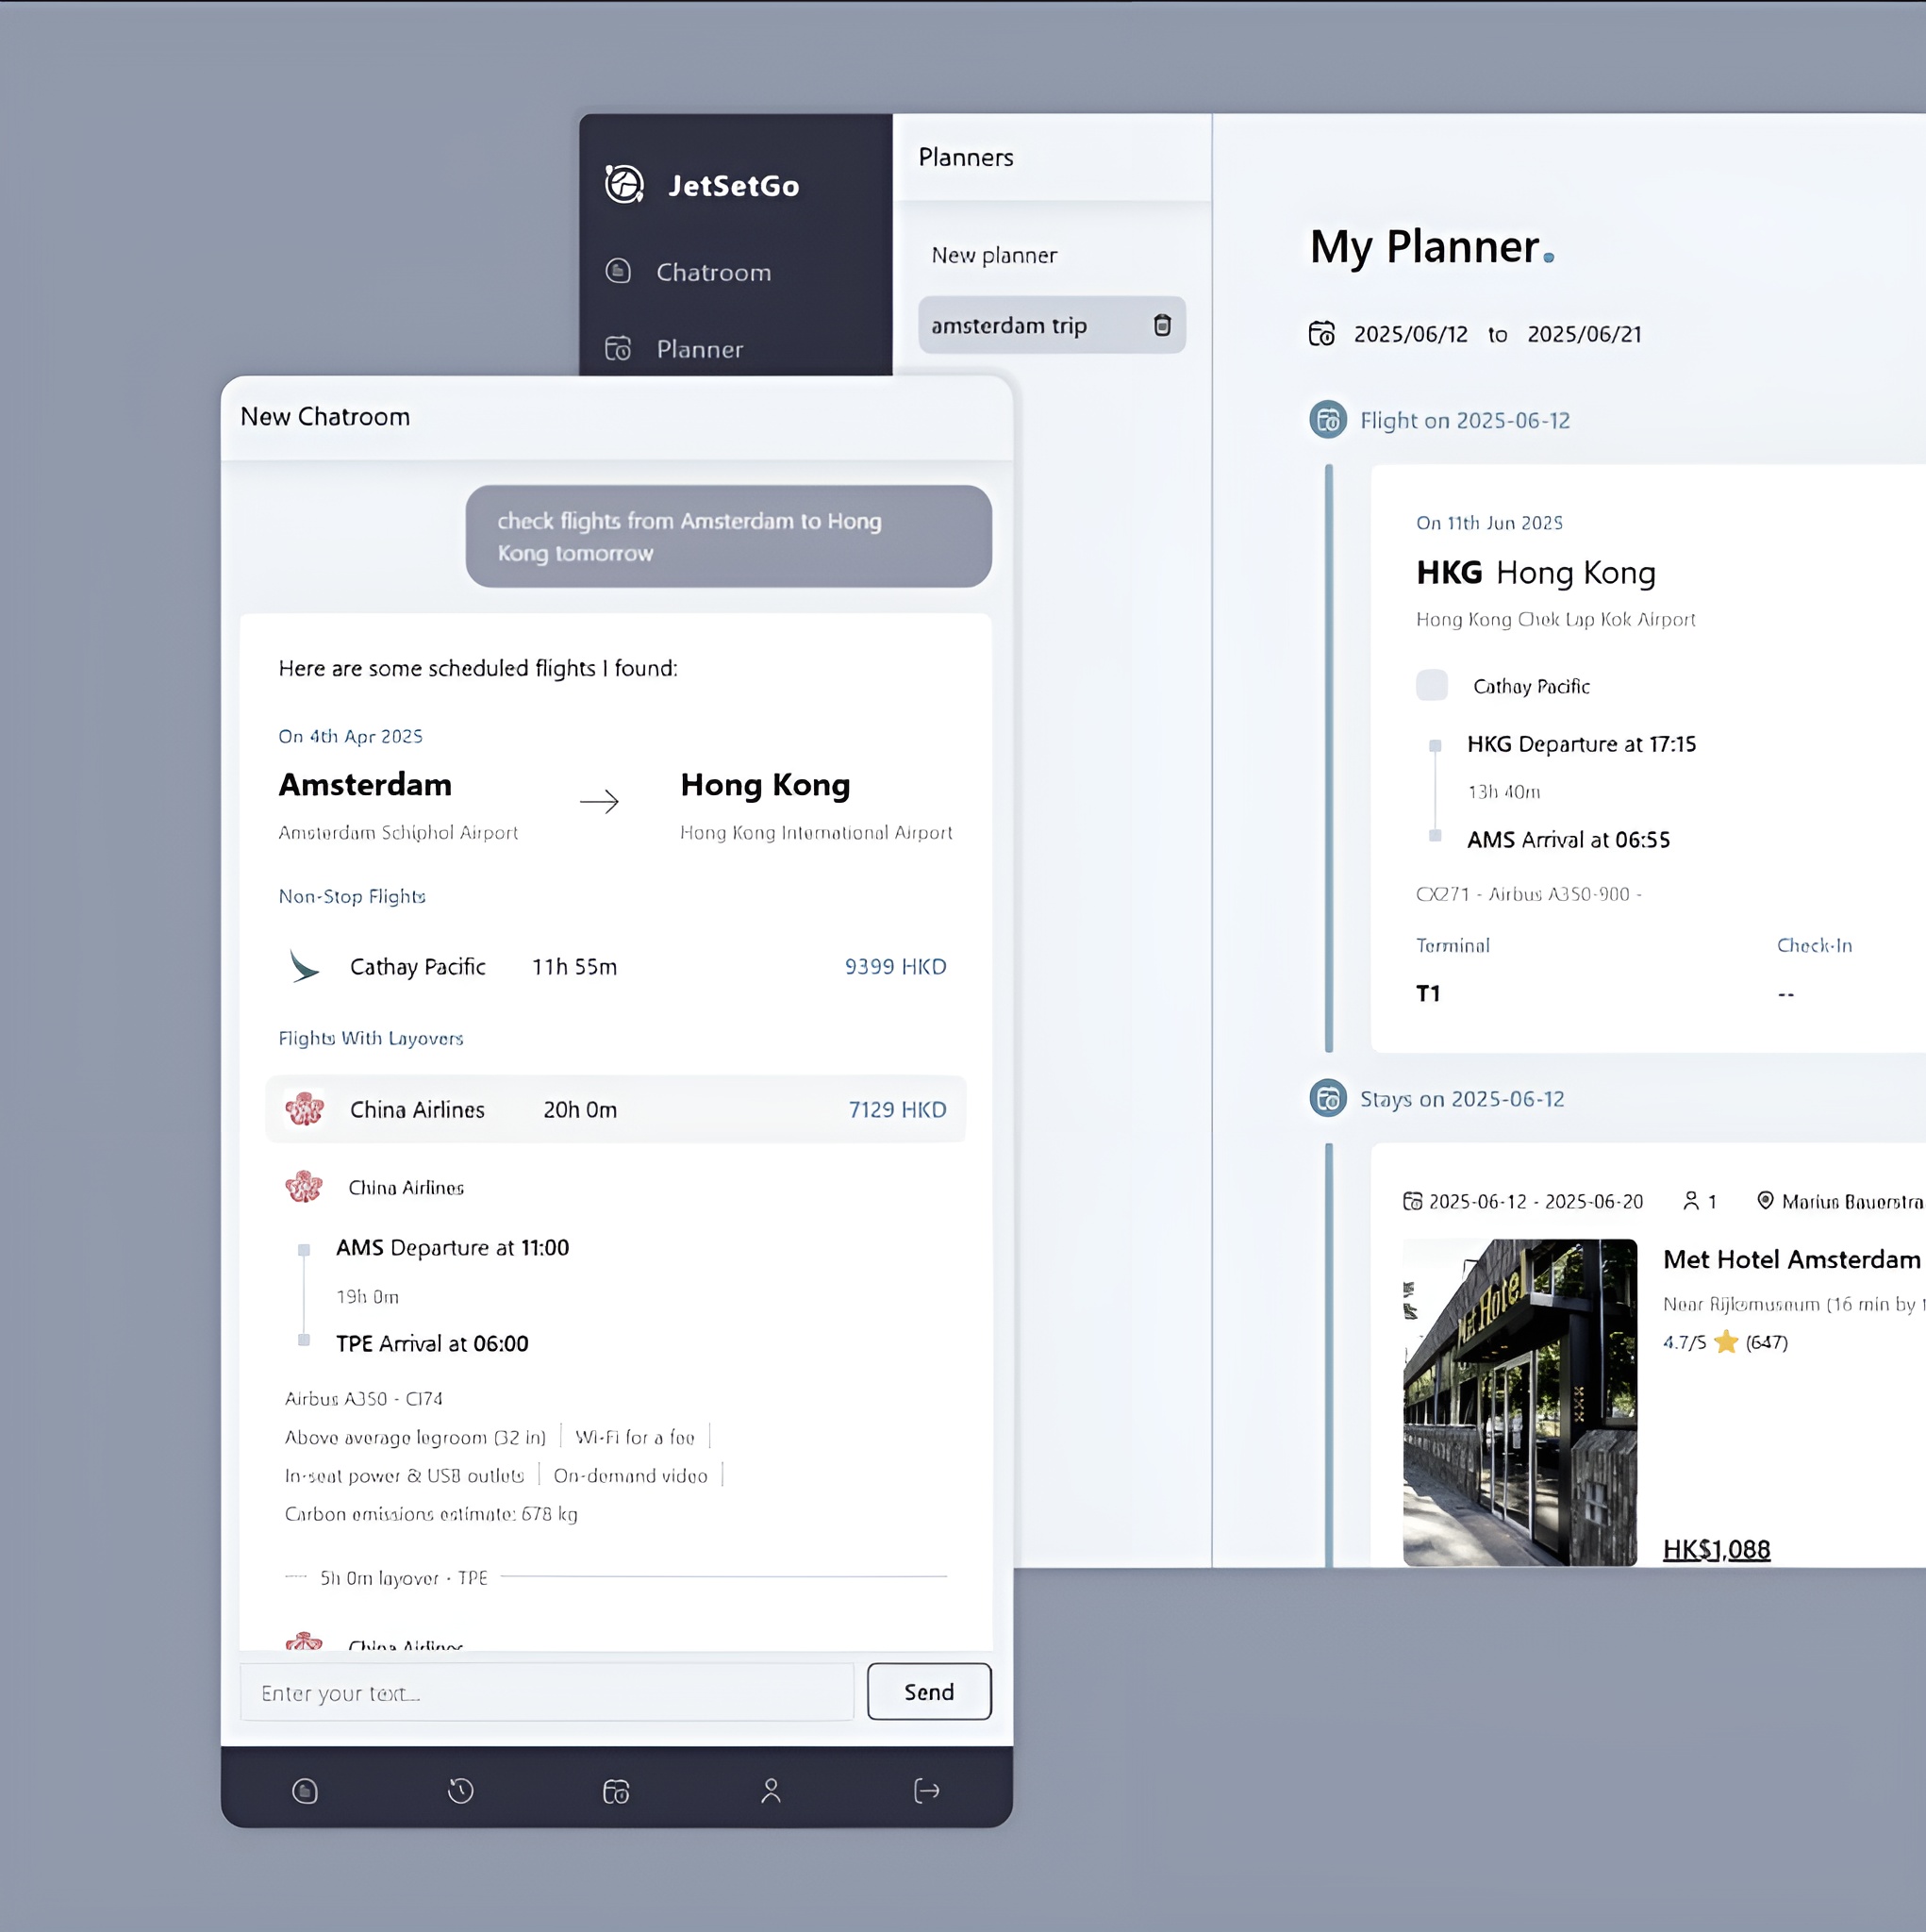 JetSetGo
Chatroom
Planner
Planners
New planner
amsterdam trip
My Planner.
2025/06/12 to 2025/06/21
Flight on 2025-06-12
On 11th Jun 2025
HKG Hong Kong
Hong Kong Chek Lap Kok Airport
Cathay Pacific
HKG Departure at 17:15
13h 40m
AMS Arrival at 06:55
CX271 - Airbus A350-900 -
Terminal Check-In
T1 --
Stays on 2025-06-12
2025-06-12 - 2025-06-20 1 Marius Bauerstra
Met Hotel
Met Hotel Amsterdam
Near Rijksmuseum (16 min by
4.7/5 (647)
HK$1,088
New Chatroom
check flights from Amsterdam to Hong
Kong tomorrow
Here are some scheduled flights I found:
On 4th Apr 2025
Amsterdam → Hong Kong
Amsterdam Schiphol Airport Hong Kong International Airport
Non-Stop Flights
Cathay Pacific 11h 55m 9399 HKD
Flights With Layovers
China Airlines 20h 0m 7129 HKD
China Airlines
AMS Departure at 11:00
19h 0m
TPE Arrival at 06:00
Airbus A350 - CI74
Above average legroom (32 in) | Wi-Fi for a fee |
In-seat power & USB outlets | On-demand video |
Carbon emissions estimate: 678 kg
5h 0m layover · TPE
China Airlines
Enter your text...
Send